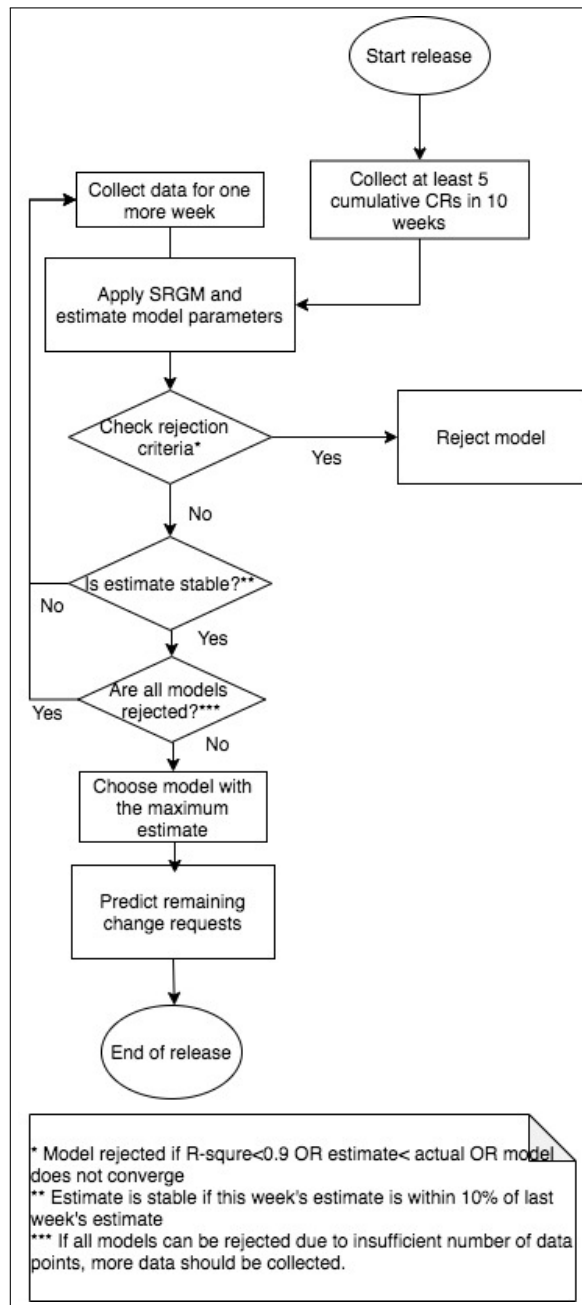 Start release
Collect at least 5
cumulative CRs in 10
weeks
Collect data for one
more week
Apply SRGM and
estimate model parameters
Check rejection
criteria*
Yes
Reject model
No
Is estimate stable?**
No
Yes
Are all models
rejected?***
Yes
No
Choose model with
the maximum
estimate
Predict remaining
change requests
End of release
* Model rejected if R-squre<0.9 OR estimate< actual OR model
does not converge
** Estimate is stable if this week's estimate is within 10% of last
week's estimate
*** If all models can be rejected due to insufficient number of data
points, more data should be collected.